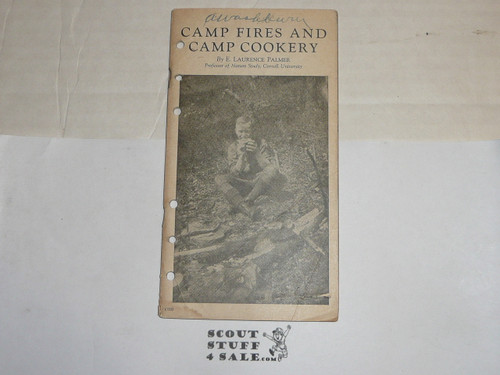 CAMP FIRES AND
CAMP COOKERY
By E. LAURENCE PALMER
Professor of Nature Study, Cornell University
SCOUT
STUFF
4 SALE.COM